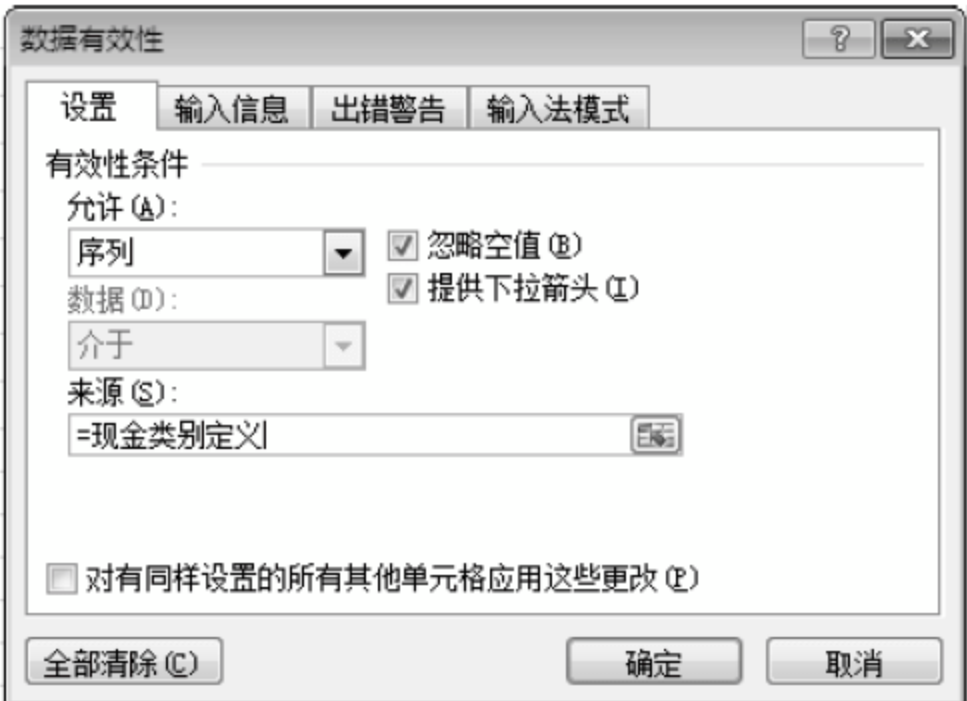 数据有效性
设置 输入信息 出错警告 输入法模式
有效性条件
允许(A):
序列 忽略空值(B)
数据(D): 提供下拉箭头(I)
介于
来源(S):
=现金类别定义
对有同样设置的所有其他单元格应用这些更改(P)
全部清除(C) 确定 取消